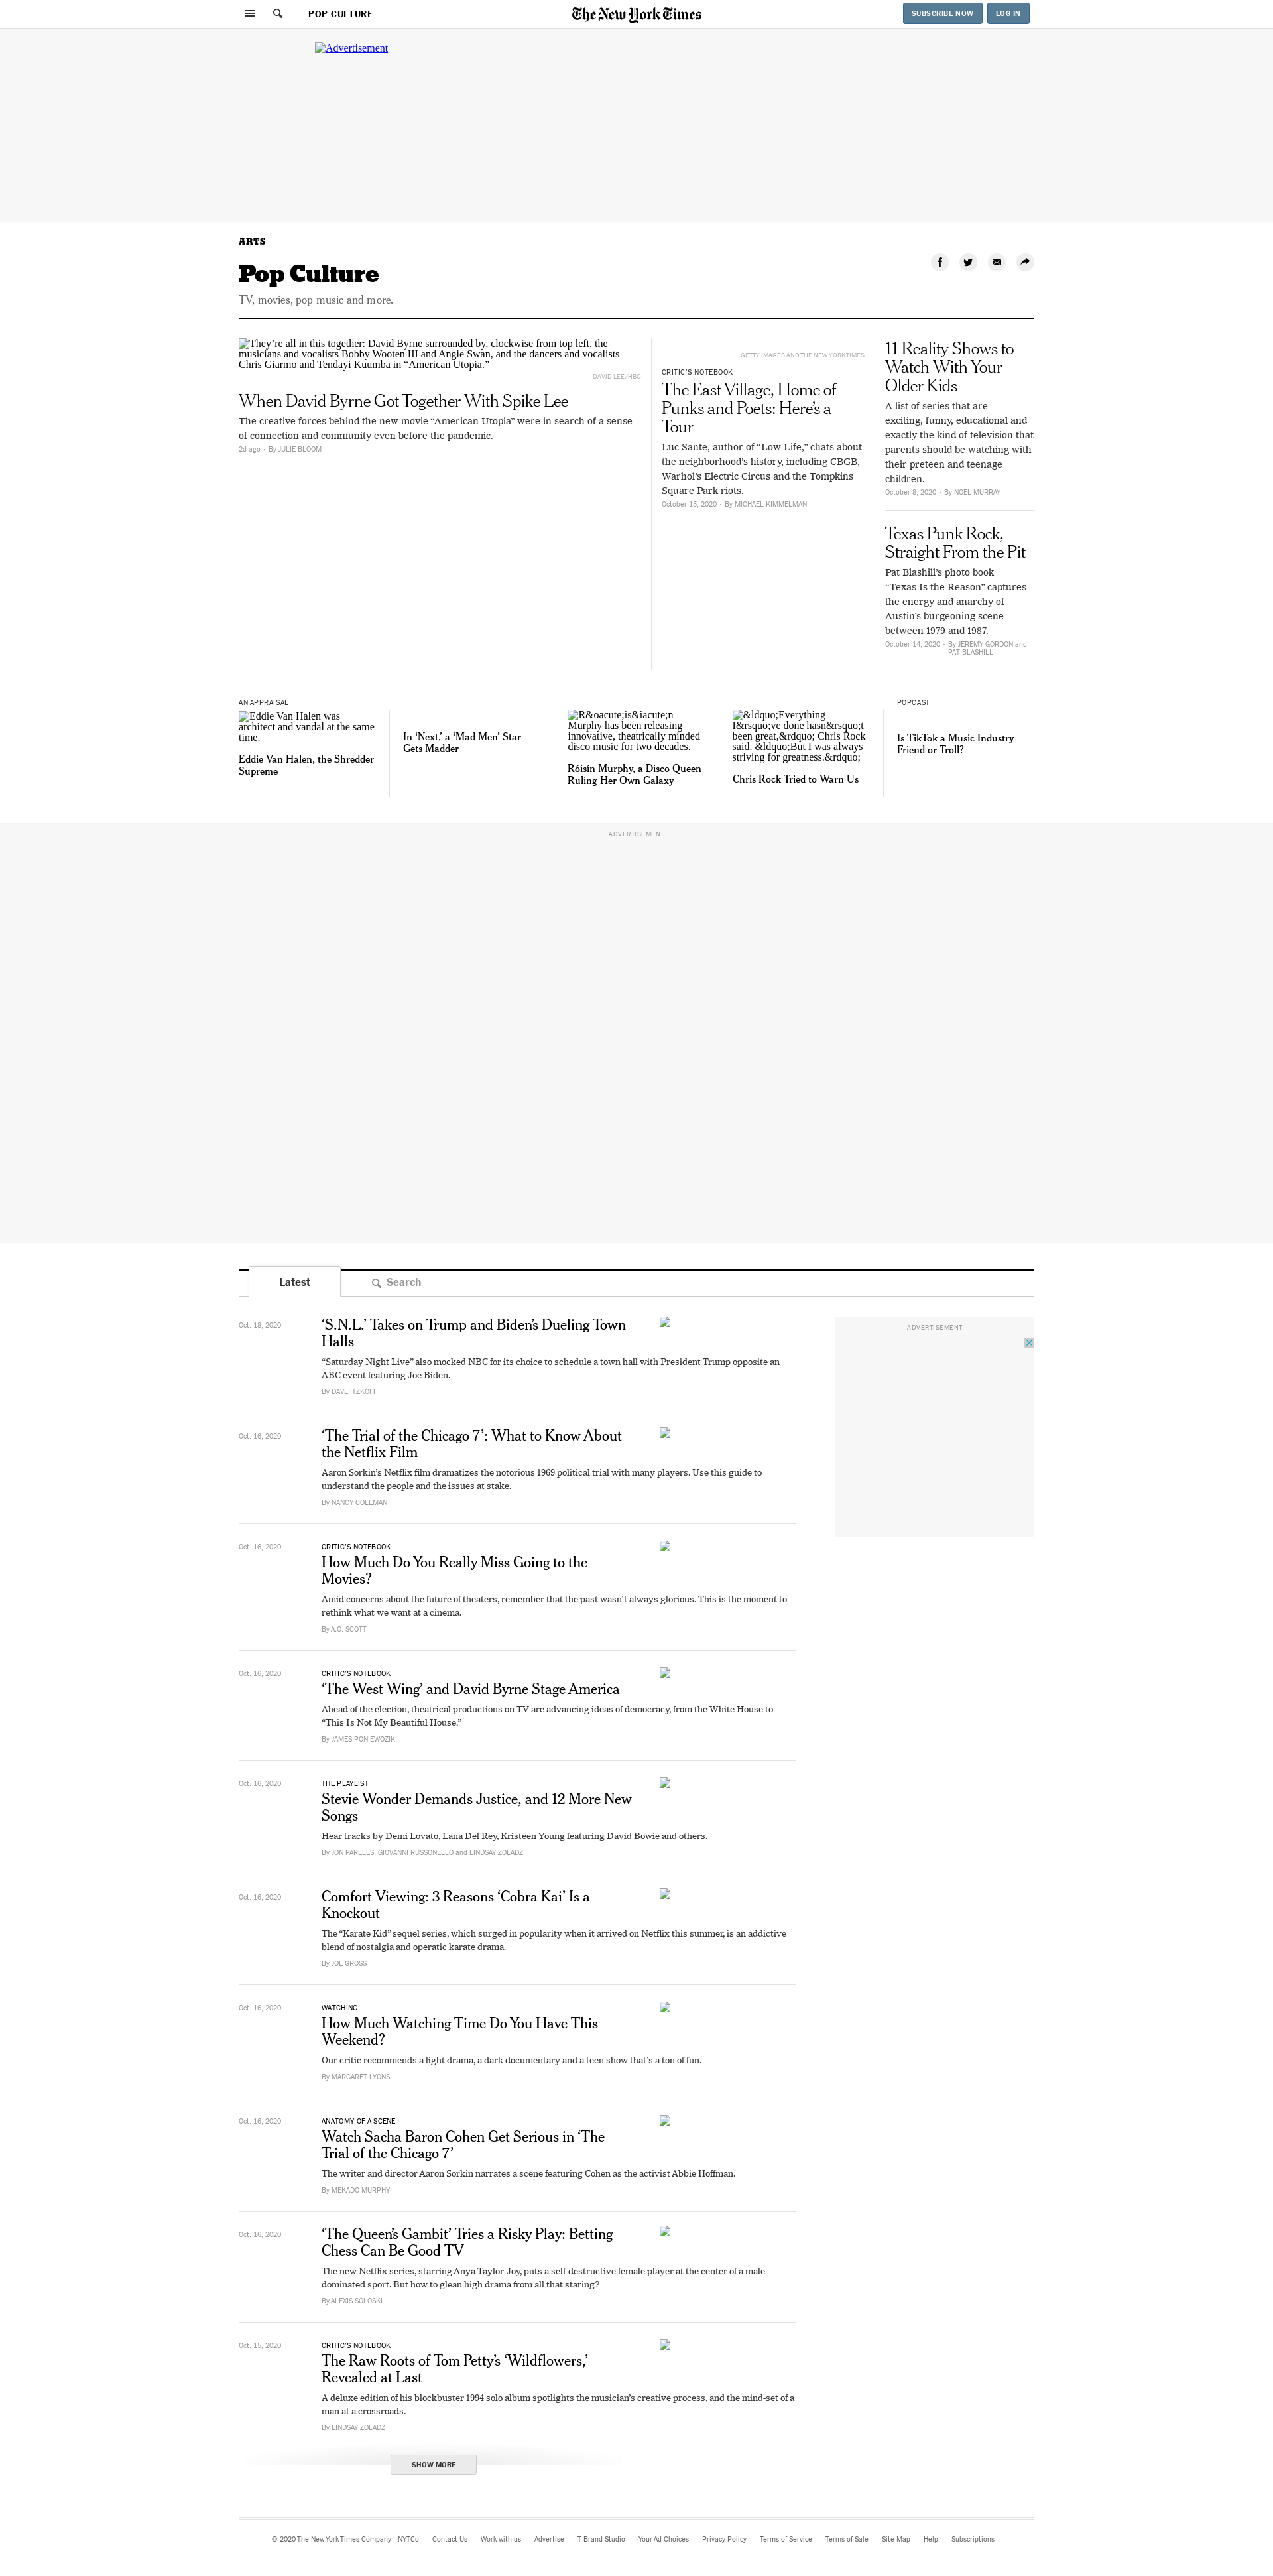 POP CULTURE
The New York Times
SUBSCRIBE NOW
LOG IN
Advertisement
ARTS
Pop Culture
TV, movies, pop music and more.
They’re all in this together: David Byrne surrounded by, clockwise from top left, the
musicians and vocalists Bobby Wooten III and Angie Swan, and the dancers and vocalists
Chris Giarmo and Tendayi Kuumba in “American Utopia.”
DAVID LEE/HBO
When David Byrne Got Together With Spike Lee
The creative forces behind the new movie “American Utopia” were in search of a sense
of connection and community even before the pandemic.
2d ago · By JULIE BLOOM
GETTY IMAGES AND THE NEW YORK TIMES
CRITIC’S NOTEBOOK
The East Village, Home of
Punks and Poets: Here’s a
Tour
Luc Sante, author of “Low Life,” chats about
the neighborhood’s history, including CBGB,
Warhol’s Electric Circus and the Tompkins
Square Park riots.
October 15, 2020 · By MICHAEL KIMMELMAN
11 Reality Shows to
Watch With Your
Older Kids
A list of series that are
exciting, funny, educational and
exactly the kind of television that
parents should be watching with
their preteen and teenage
children.
October 8, 2020 · By NOEL MURRAY
Texas Punk Rock,
Straight From the Pit
Pat Blashill’s photo book
“Texas Is the Reason” captures
the energy and anarchy of
Austin’s burgeoning scene
between 1979 and 1987.
October 14, 2020 · By JEREMY GORDON and
PAT BLASHILL
AN APPRAISAL
Eddie Van Halen was
architect and vandal at the same
time.
Eddie Van Halen, the Shredder
Supreme
In ‘Next,’ a ‘Mad Men’ Star
Gets Madder
R&oacute;is&iacute;n
Murphy has been releasing
innovative, theatrically minded
disco music for two decades.
Róisín Murphy, a Disco Queen
Ruling Her Own Galaxy
&ldquo;Everything
I&rsquo;ve done hasn&rsquo;t
been great,&rdquo; Chris Rock
said. &ldquo;But I was always
striving for greatness.&rdquo;
Chris Rock Tried to Warn Us
POPCAST
Is TikTok a Music Industry
Friend or Troll?
ADVERTISEMENT
Latest
Search
ADVERTISEMENT
Oct. 18, 2020
‘S.N.L.’ Takes on Trump and Biden’s Dueling Town
Halls
“Saturday Night Live” also mocked NBC for its choice to schedule a town hall with President Trump opposite an
ABC event featuring Joe Biden.
By DAVE ITZKOFF
Oct. 16, 2020
‘The Trial of the Chicago 7’: What to Know About
the Netflix Film
Aaron Sorkin’s Netflix film dramatizes the notorious 1969 political trial with many players. Use this guide to
understand the people and the issues at stake.
By NANCY COLEMAN
Oct. 16, 2020
CRITIC’S NOTEBOOK
How Much Do You Really Miss Going to the
Movies?
Amid concerns about the future of theaters, remember that the past wasn’t always glorious. This is the moment to
rethink what we want at a cinema.
By A.O. SCOTT
Oct. 16, 2020
CRITIC’S NOTEBOOK
‘The West Wing’ and David Byrne Stage America
Ahead of the election, theatrical productions on TV are advancing ideas of democracy, from the White House to
“This Is Not My Beautiful House.”
By JAMES PONIEWOZIK
Oct. 16, 2020
THE PLAYLIST
Stevie Wonder Demands Justice, and 12 More New
Songs
Hear tracks by Demi Lovato, Lana Del Rey, Kristeen Young featuring David Bowie and others.
By JON PARELES, GIOVANNI RUSSONELLO and LINDSAY ZOLADZ
Oct. 16, 2020
Comfort Viewing: 3 Reasons ‘Cobra Kai’ Is a
Knockout
The “Karate Kid” sequel series, which surged in popularity when it arrived on Netflix this summer, is an addictive
blend of nostalgia and operatic karate drama.
By JOE GROSS
Oct. 16, 2020
WATCHING
How Much Watching Time Do You Have This
Weekend?
Our critic recommends a light drama, a dark documentary and a teen show that’s a ton of fun.
By MARGARET LYONS
Oct. 16, 2020
ANATOMY OF A SCENE
Watch Sacha Baron Cohen Get Serious in ‘The
Trial of the Chicago 7’
The writer and director Aaron Sorkin narrates a scene featuring Cohen as the activist Abbie Hoffman.
By MEKADO MURPHY
Oct. 16, 2020
‘The Queen’s Gambit’ Tries a Risky Play: Betting
Chess Can Be Good TV
The new Netflix series, starring Anya Taylor-Joy, puts a self-destructive female player at the center of a male-
dominated sport. But how to glean high drama from all that staring?
By ALEXIS SOLOSKI
Oct. 15, 2020
CRITIC’S NOTEBOOK
The Raw Roots of Tom Petty’s ‘Wildflowers,’
Revealed at Last
A deluxe edition of his blockbuster 1994 solo album spotlights the musician’s creative process, and the mind-set of a
man at a crossroads.
By LINDSAY ZOLADZ
SHOW MORE
© 2020 The New York Times Company NYTCo Contact Us Work with us Advertise T Brand Studio Your Ad Choices Privacy Policy Terms of Service Terms of Sale Site Map Help Subscriptions